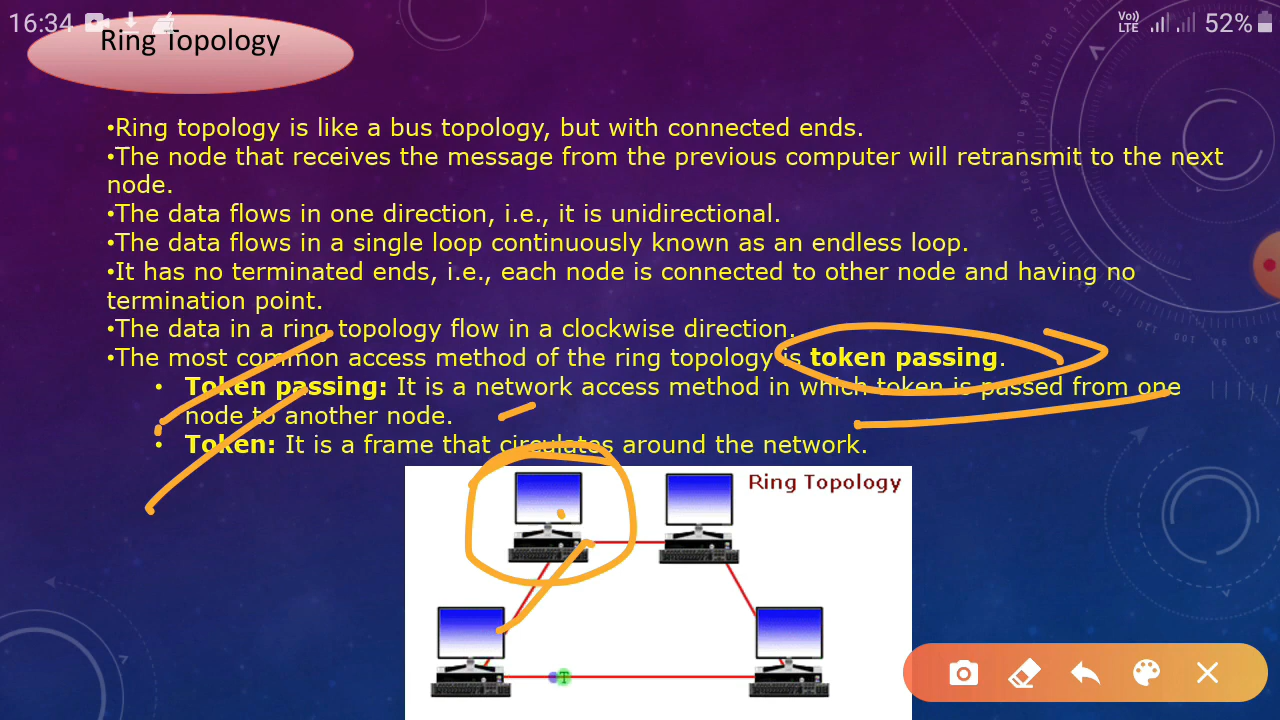 16:34
Vo)) LTE 52%
Ring Topology
•Ring topology is like a bus topology, but with connected ends.
•The node that receives the message from the previous computer will retransmit to the next
node.
•The data flows in one direction, i.e., it is unidirectional.
•The data flows in a single loop continuously known as an endless loop.
•It has no terminated ends, i.e., each node is connected to other node and having no
termination point.
•The data in a ring topology flow in a clockwise direction.
•The most common access method of the ring topology is token passing.
• Token passing: It is a network access method in which token is passed from one
node to another node.
• Token: It is a frame that circulates around the network.
Ring Topology
T